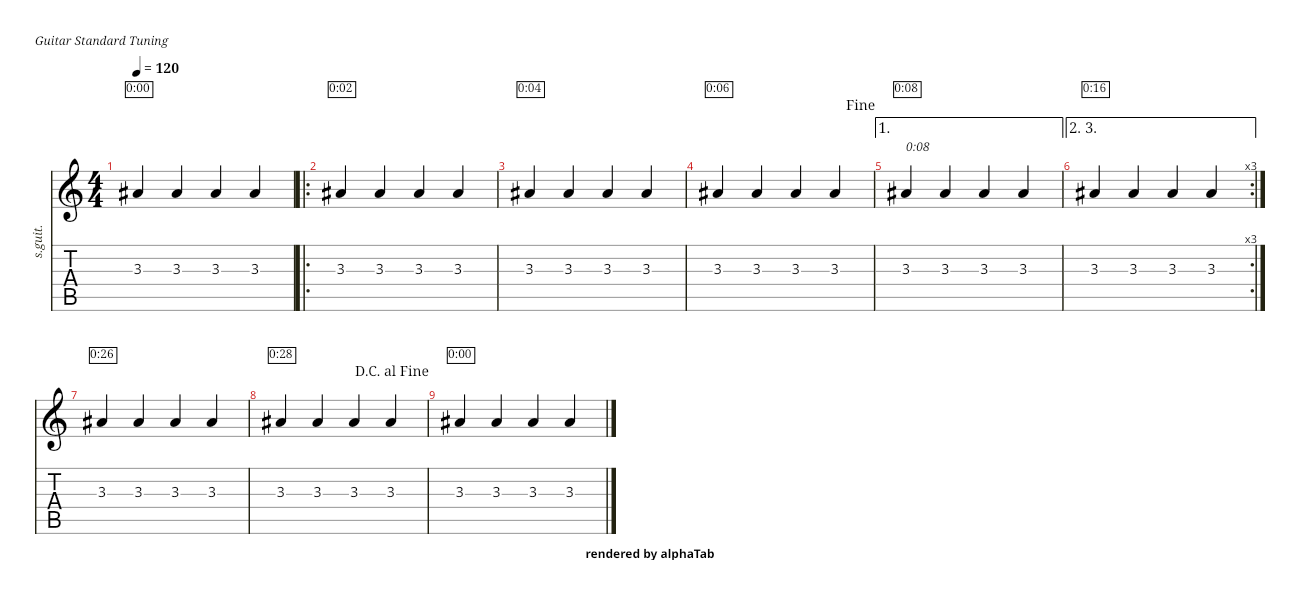 Guitar Standard Tuning
= 120
0:00 0:02 0:04 0:06 0:08 0:16
Fine
1. 2. 3.
0:08
1 2 3 4 5 6 x3
4
4
s.guit.
x3
T
A
B
3 3 3 3 3 3 3 3 3 3 3 3 3 3 3 3 3 3 3 3 3 3 3 3
0:26 0:28 0:00
D.C. al Fine
7 8 9
T
A
B
3 3 3 3 3 3 3 3 3 3 3 3
rendered by alphaTab